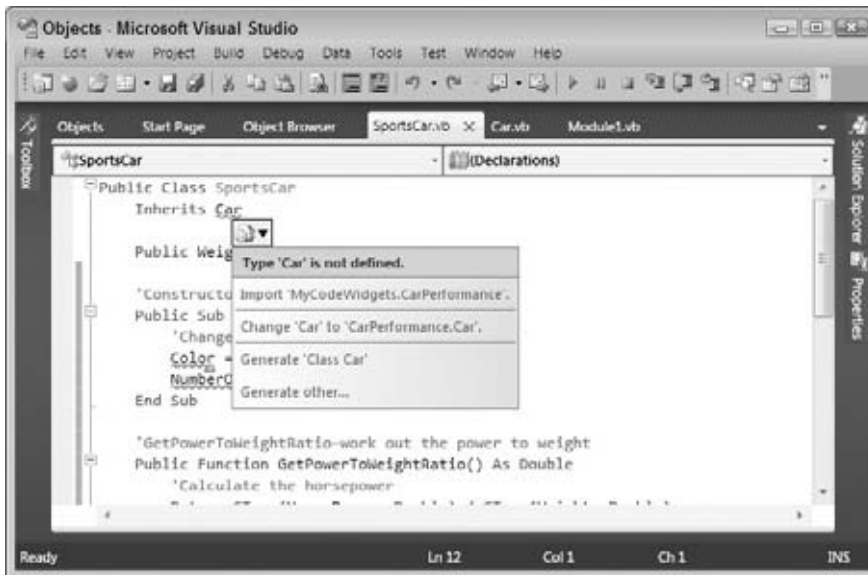 Objects - Microsoft Visual Studio
File Edit View Project Build Debug Data Tools Test Window Help
Toolbox
Objects Start Page Object Browser SportsCar.vb Car.vb Module1.vb
SportsCar (Declarations)
Solution Explorer
Properties
Public Class SportsCar
Inherits Car
Public Weig
Type 'Car' is not defined.
'Constructo
Import 'MyCodeWidgets.CarPerformance'.
Public Sub
'Change
Change 'Car' to 'CarPerformance.Car'.
Color =
Generate 'Class Car'
NumberO
Generate other...
End Sub
'GetPowerToWeightRatio-work out the power to weight
Public Function GetPowerToWeightRatio() As Double
'Calculate the horsepower
Ready Ln 12 Col 1 Ch 1 INS